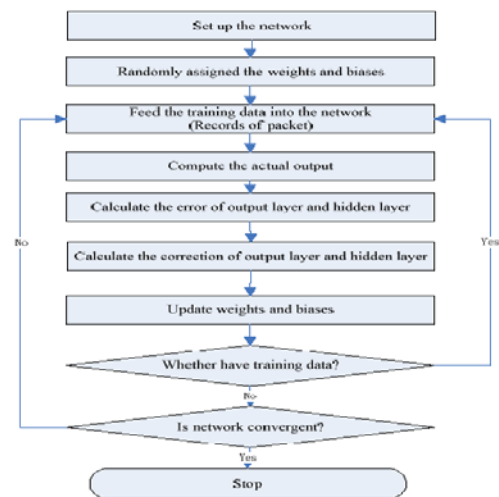 Set up the network
Randomly assigned the weights and biases
Feed the training data into the network
(Records of packet)
Compute the actual output
Calculate the error of output layer and hidden layer
No
Yes
Calculate the correction of output layer and hidden layer
Update weights and biases
Whether have training data?
No
Is network convergent?
Yes
Stop